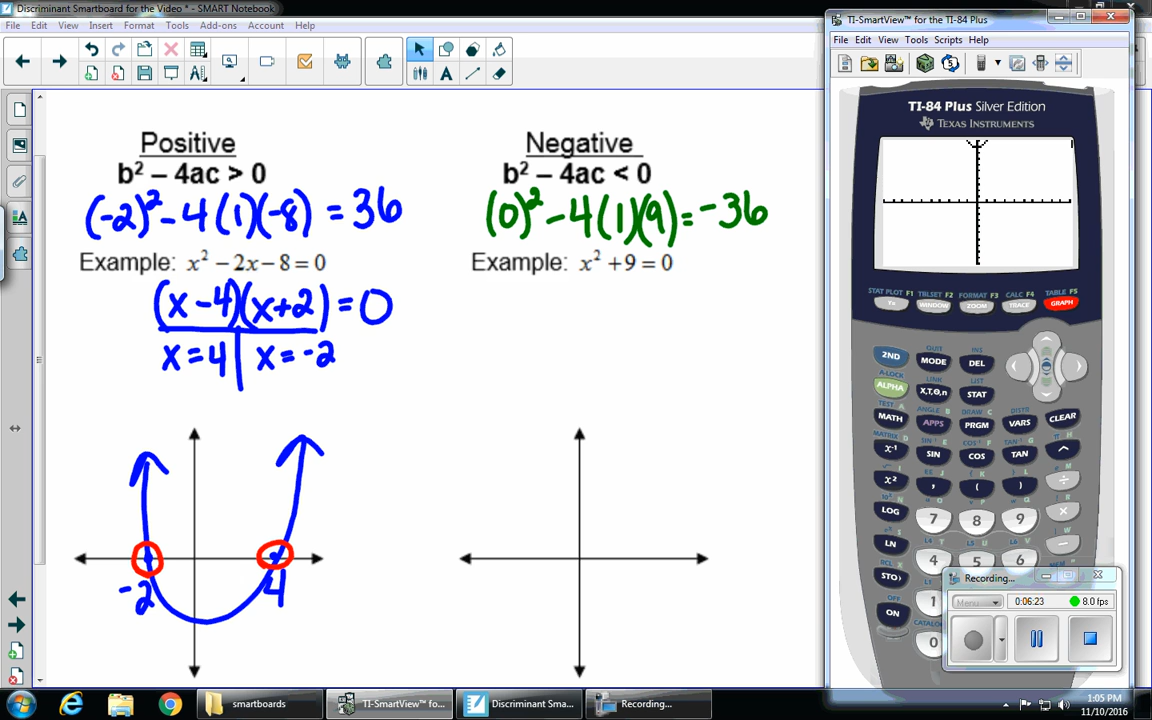 Discriminant Smartboard for the Video * - SMART Notebook
File Edit View Insert Format Tools Add-ons Account Help
Positive
b² – 4ac > 0
(-2)² - 4(1)(-8) = 36
Example: x² – 2x – 8 = 0
(x - 4)(x + 2) = 0
x = 4 x = -2
-2 4
Negative
b² – 4ac < 0
(0)² - 4(1)(9) = -36
Example: x² + 9 = 0
TI-SmartView™ for the TI-84 Plus
File Edit View Tools Scripts Help
TI-84 Plus Silver Edition
TEXAS INSTRUMENTS
STAT PLOT F1 TBLSET F2 FORMAT F3 CALC F4 TABLE F5
Y= WINDOW ZOOM TRACE GRAPH
QUIT INS
2ND MODE DEL
A-LOCK LINK LIST
ALPHA X,T,Θ,n STAT
TEST A ANGLE B DRAW C DISTR
MATH APPS PRGM VARS CLEAR
MATRIX D SIN⁻¹ E COS⁻¹ F TAN⁻¹ G π H
x⁻¹ SIN COS TAN ^
x² , ( ) ÷
LOG 7 8 9 ×
LN 4 5 6 −
RCL X
STO› 1
OFF CATALOG
ON 0
Recording...
Menu 0:06:23 8.0 fps
smartboards TI-SmartView™ fo... Discriminant Sma... Recording...
1:05 PM
11/10/2016